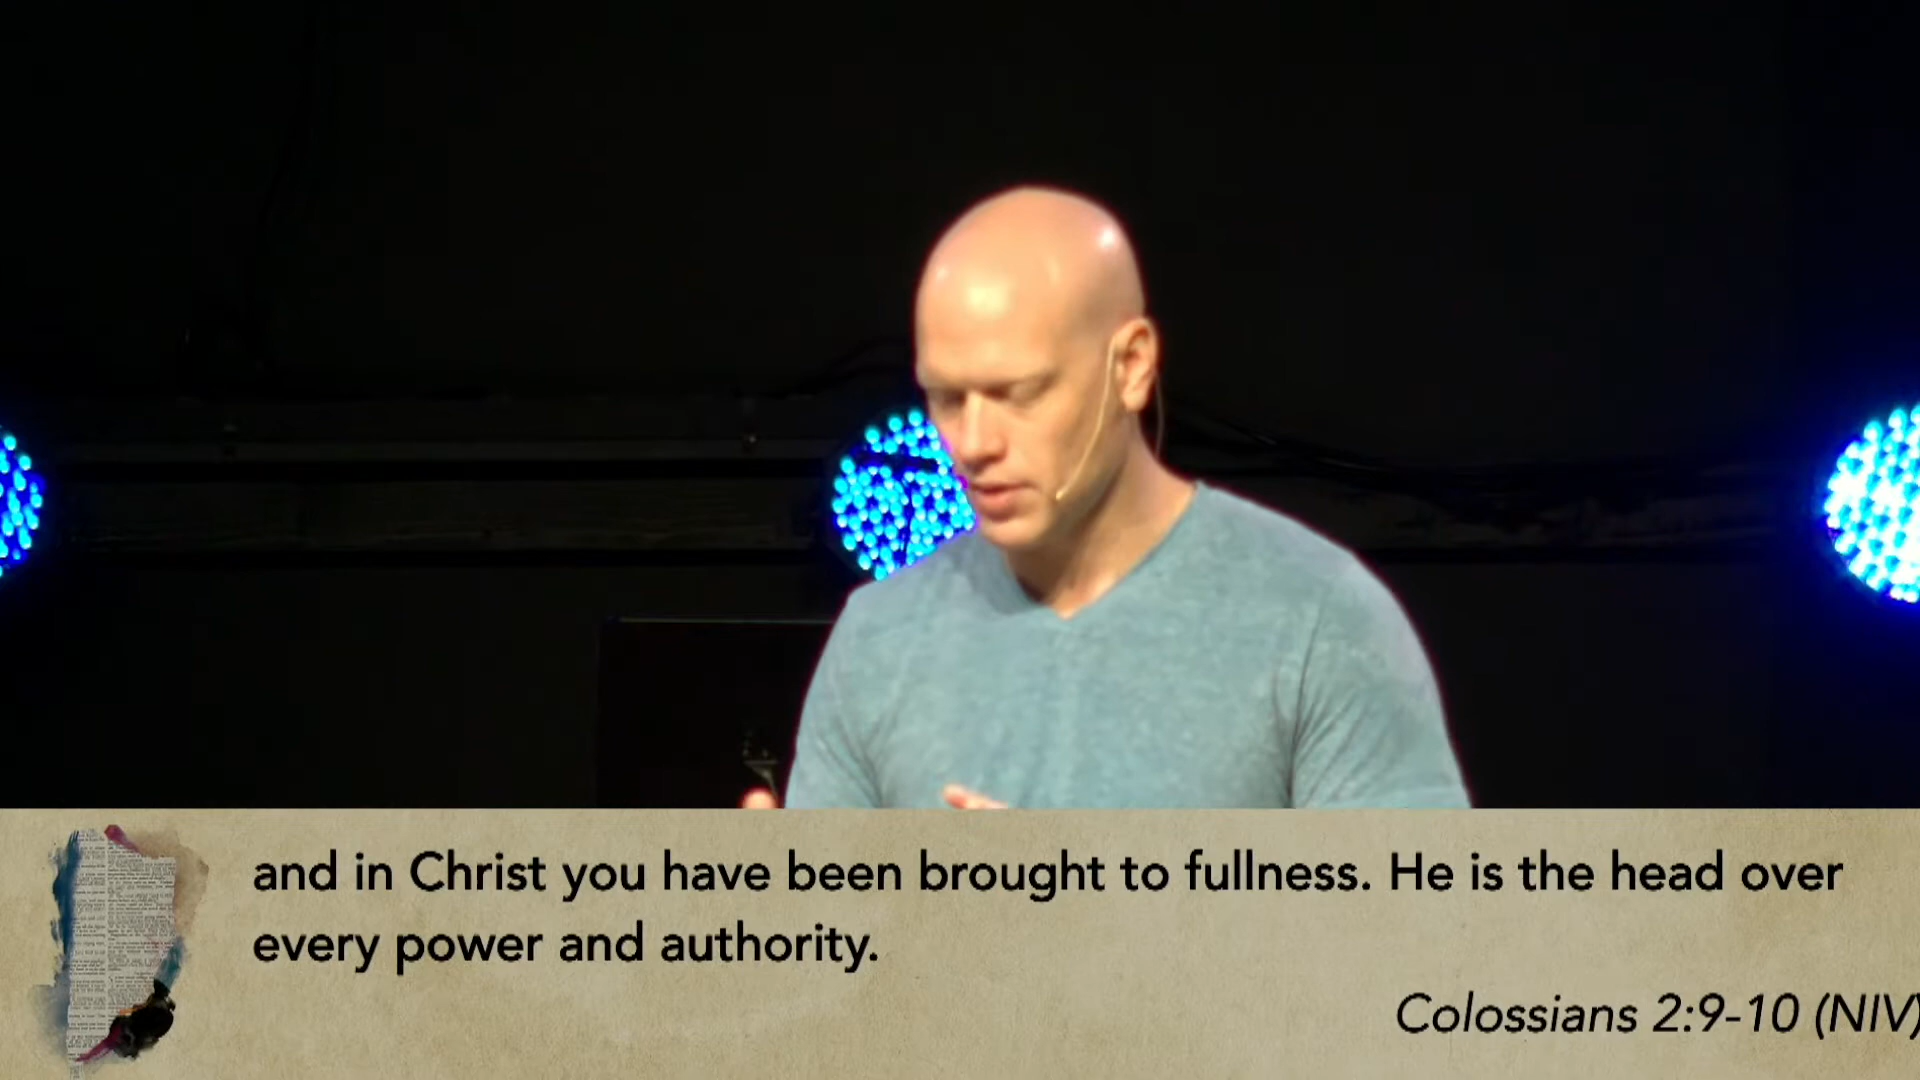 and in Christ you have been brought to fullness. He is the head over
every power and authority.
Colossians 2:9-10 (NIV)